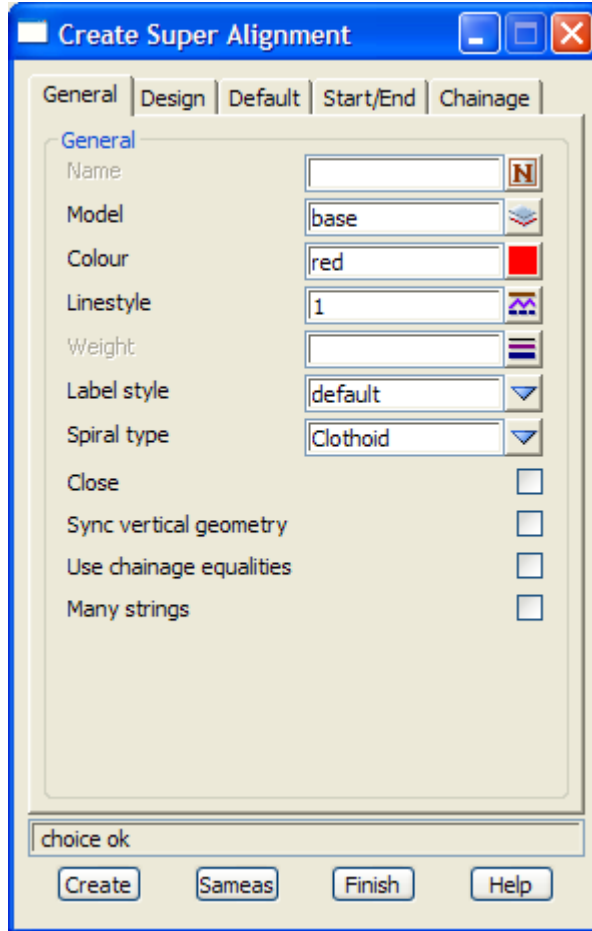 Create Super Alignment
General Design Default Start/End Chainage
General
Name N
Model base
Colour red
Linestyle 1
Weight
Label style default
Spiral type Clothoid
Close
Sync vertical geometry
Use chainage equalities
Many strings
choice ok
Create Sameas Finish Help